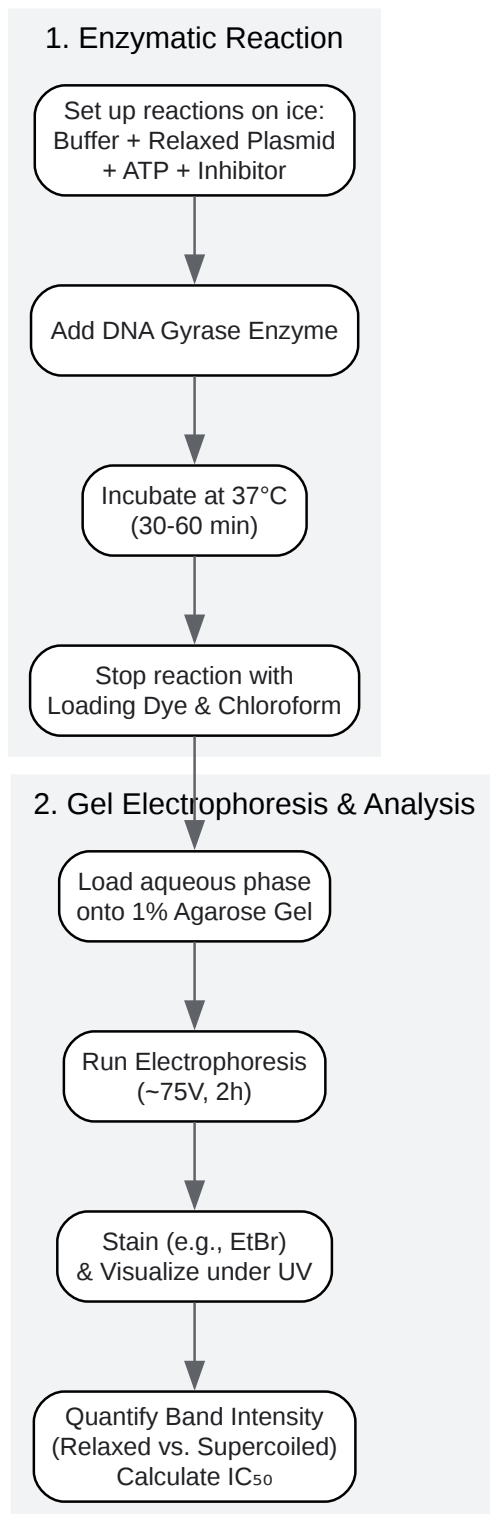 1. Enzymatic Reaction
Set up reactions on ice:
Buffer + Relaxed Plasmid
+ ATP + Inhibitor
Add DNA Gyrase Enzyme
Incubate at 37°C
(30-60 min)
Stop reaction with
Loading Dye & Chloroform
2. Gel Electrophoresis & Analysis
Load aqueous phase
onto 1% Agarose Gel
Run Electrophoresis
(~75V, 2h)
Stain (e.g., EtBr)
& Visualize under UV
Quantify Band Intensity
(Relaxed vs. Supercoiled)
Calculate IC₅₀